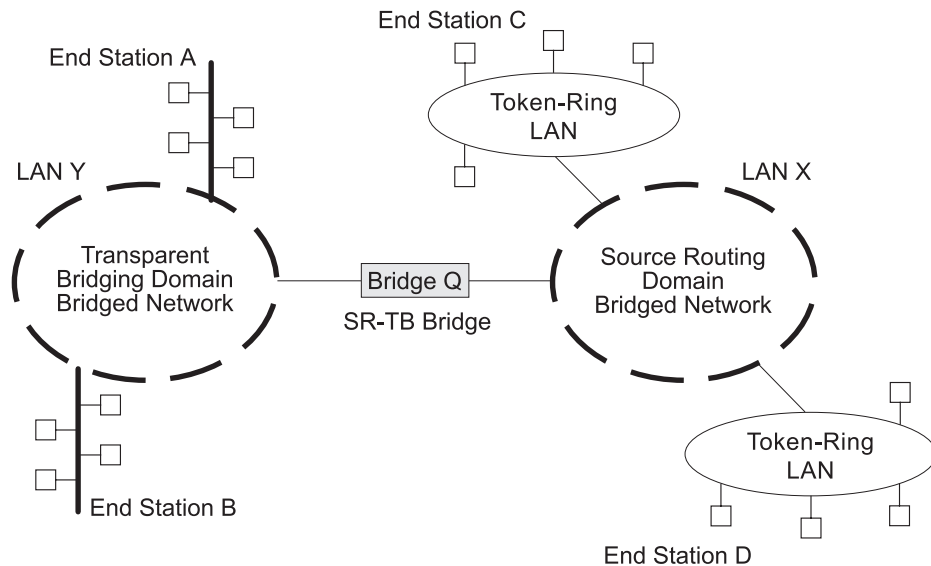 End Station C
End Station A
Token-Ring
LAN
LAN Y
LAN X
Transparent
Bridging Domain
Bridged Network
Bridge Q
SR-TB Bridge
Source Routing
Domain
Bridged Network
Token-Ring
LAN
End Station B
End Station D